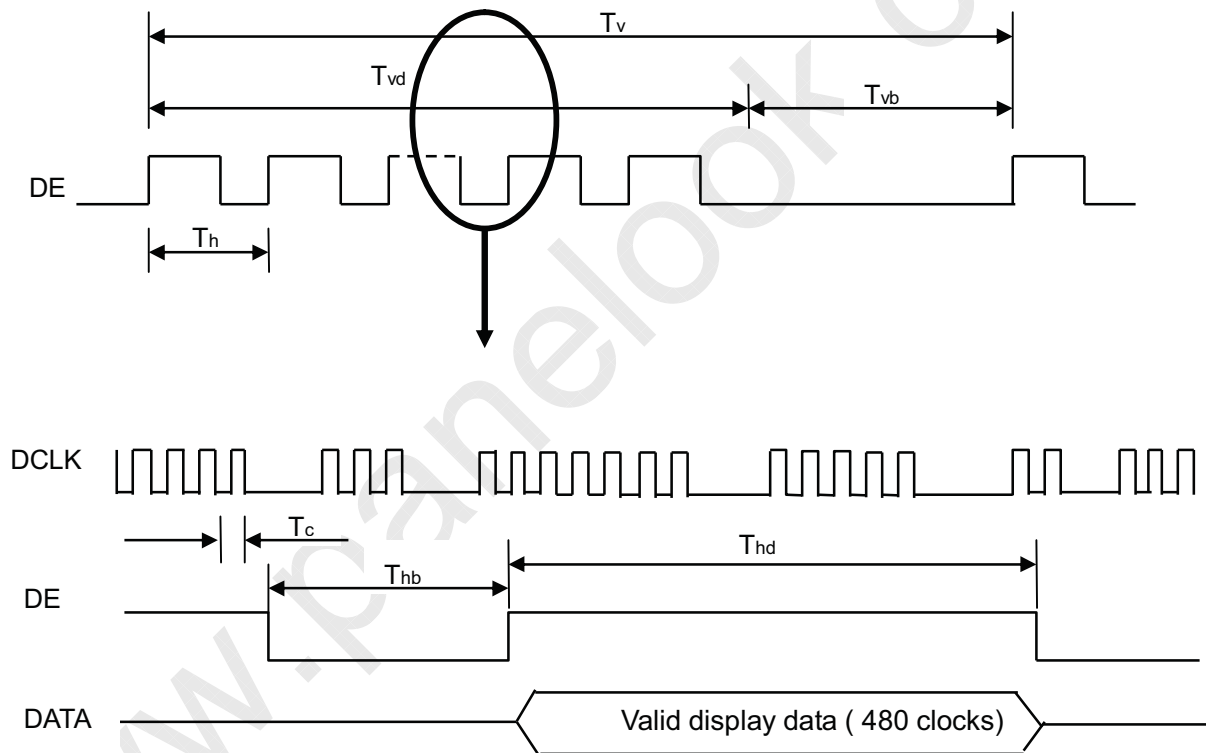 Tv
Tvd
Tvb
DE
Th
DCLK
Tc
Thd
Thb
DE
DATA
Valid display data ( 480 clocks)
www.panelook